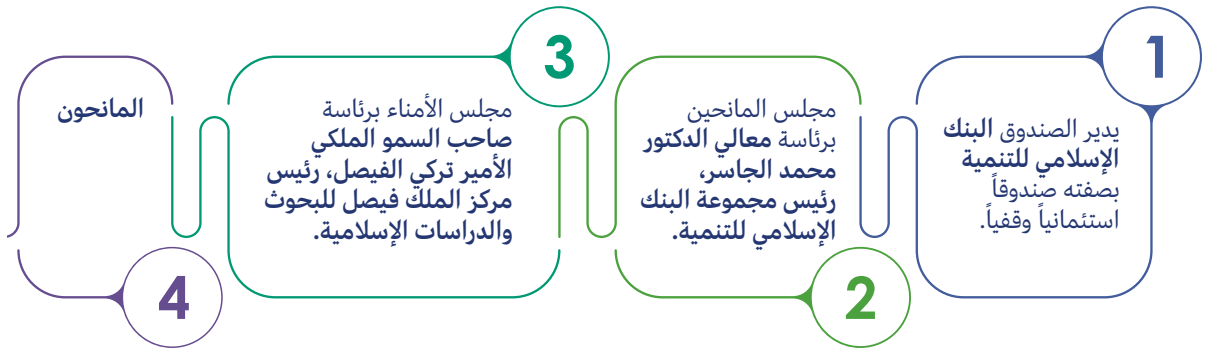 1
يدير الصندوق البنك
الإسلامي للتنمية
بصفته صندوقاً
استئمانياً وقفياً.
2
مجلس المانحين
برئاسة معالي الدكتور
محمد الجاسر،
رئيس مجموعة البنك
الإسلامي للتنمية.
3
مجلس الأمناء برئاسة
صاحب السمو الملكي
الأمير تركي الفيصل، رئيس
مركز الملك فيصل للبحوث
والدراسات الإسلامية.
4
المانحون